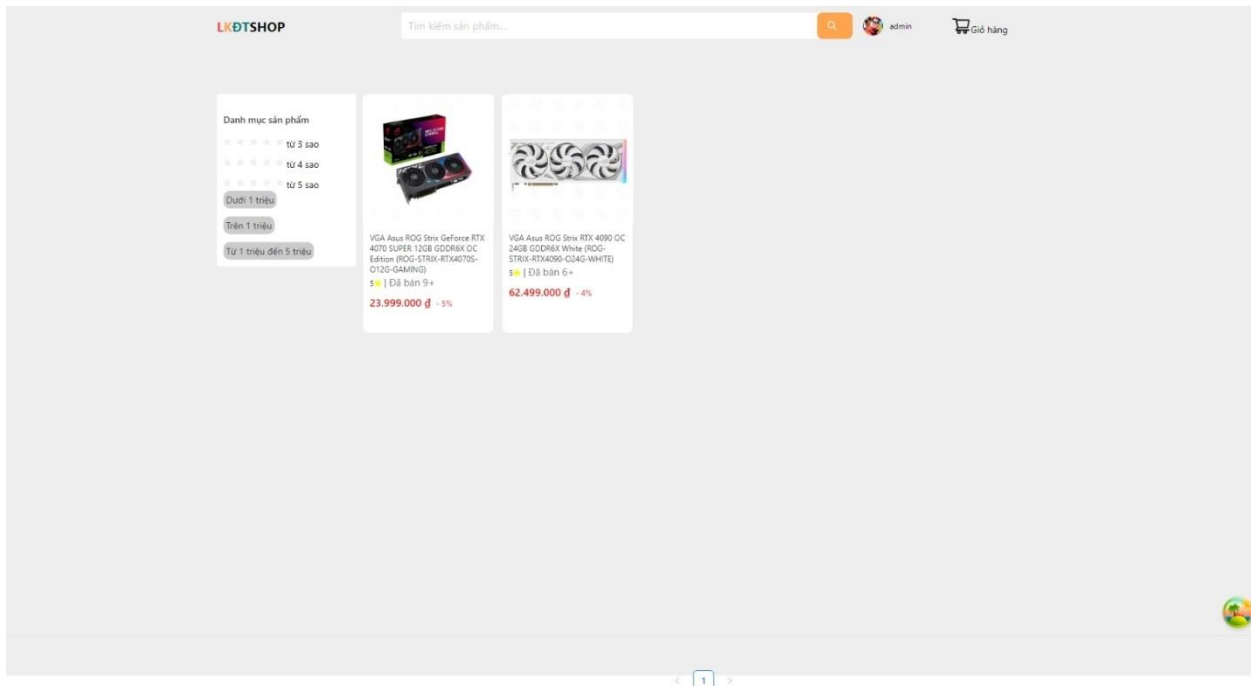 LKĐTSHOP
Tìm kiếm sản phẩm...
admin
Giỏ hàng
Danh mục sản phẩm
từ 3 sao
từ 4 sao
từ 5 sao
Dưới 1 triệu
Trên 1 triệu
Từ 1 triệu đến 5 triệu
VGA Asus ROG Strix GeForce RTX
4070 SUPER 12GB GDDR6X OC
Edition (ROG-STRIX-RTX4070S-
O12G-GAMING)
5 | Đã bán 9+
23.999.000 ₫ - 5%
VGA Asus ROG Strix RTX 4090 OC
24GB GDDR6X White (ROG-
STRIX-RTX4090-O24G-WHITE)
5 | Đã bán 6+
62.499.000 ₫ - 4%
< 1 >